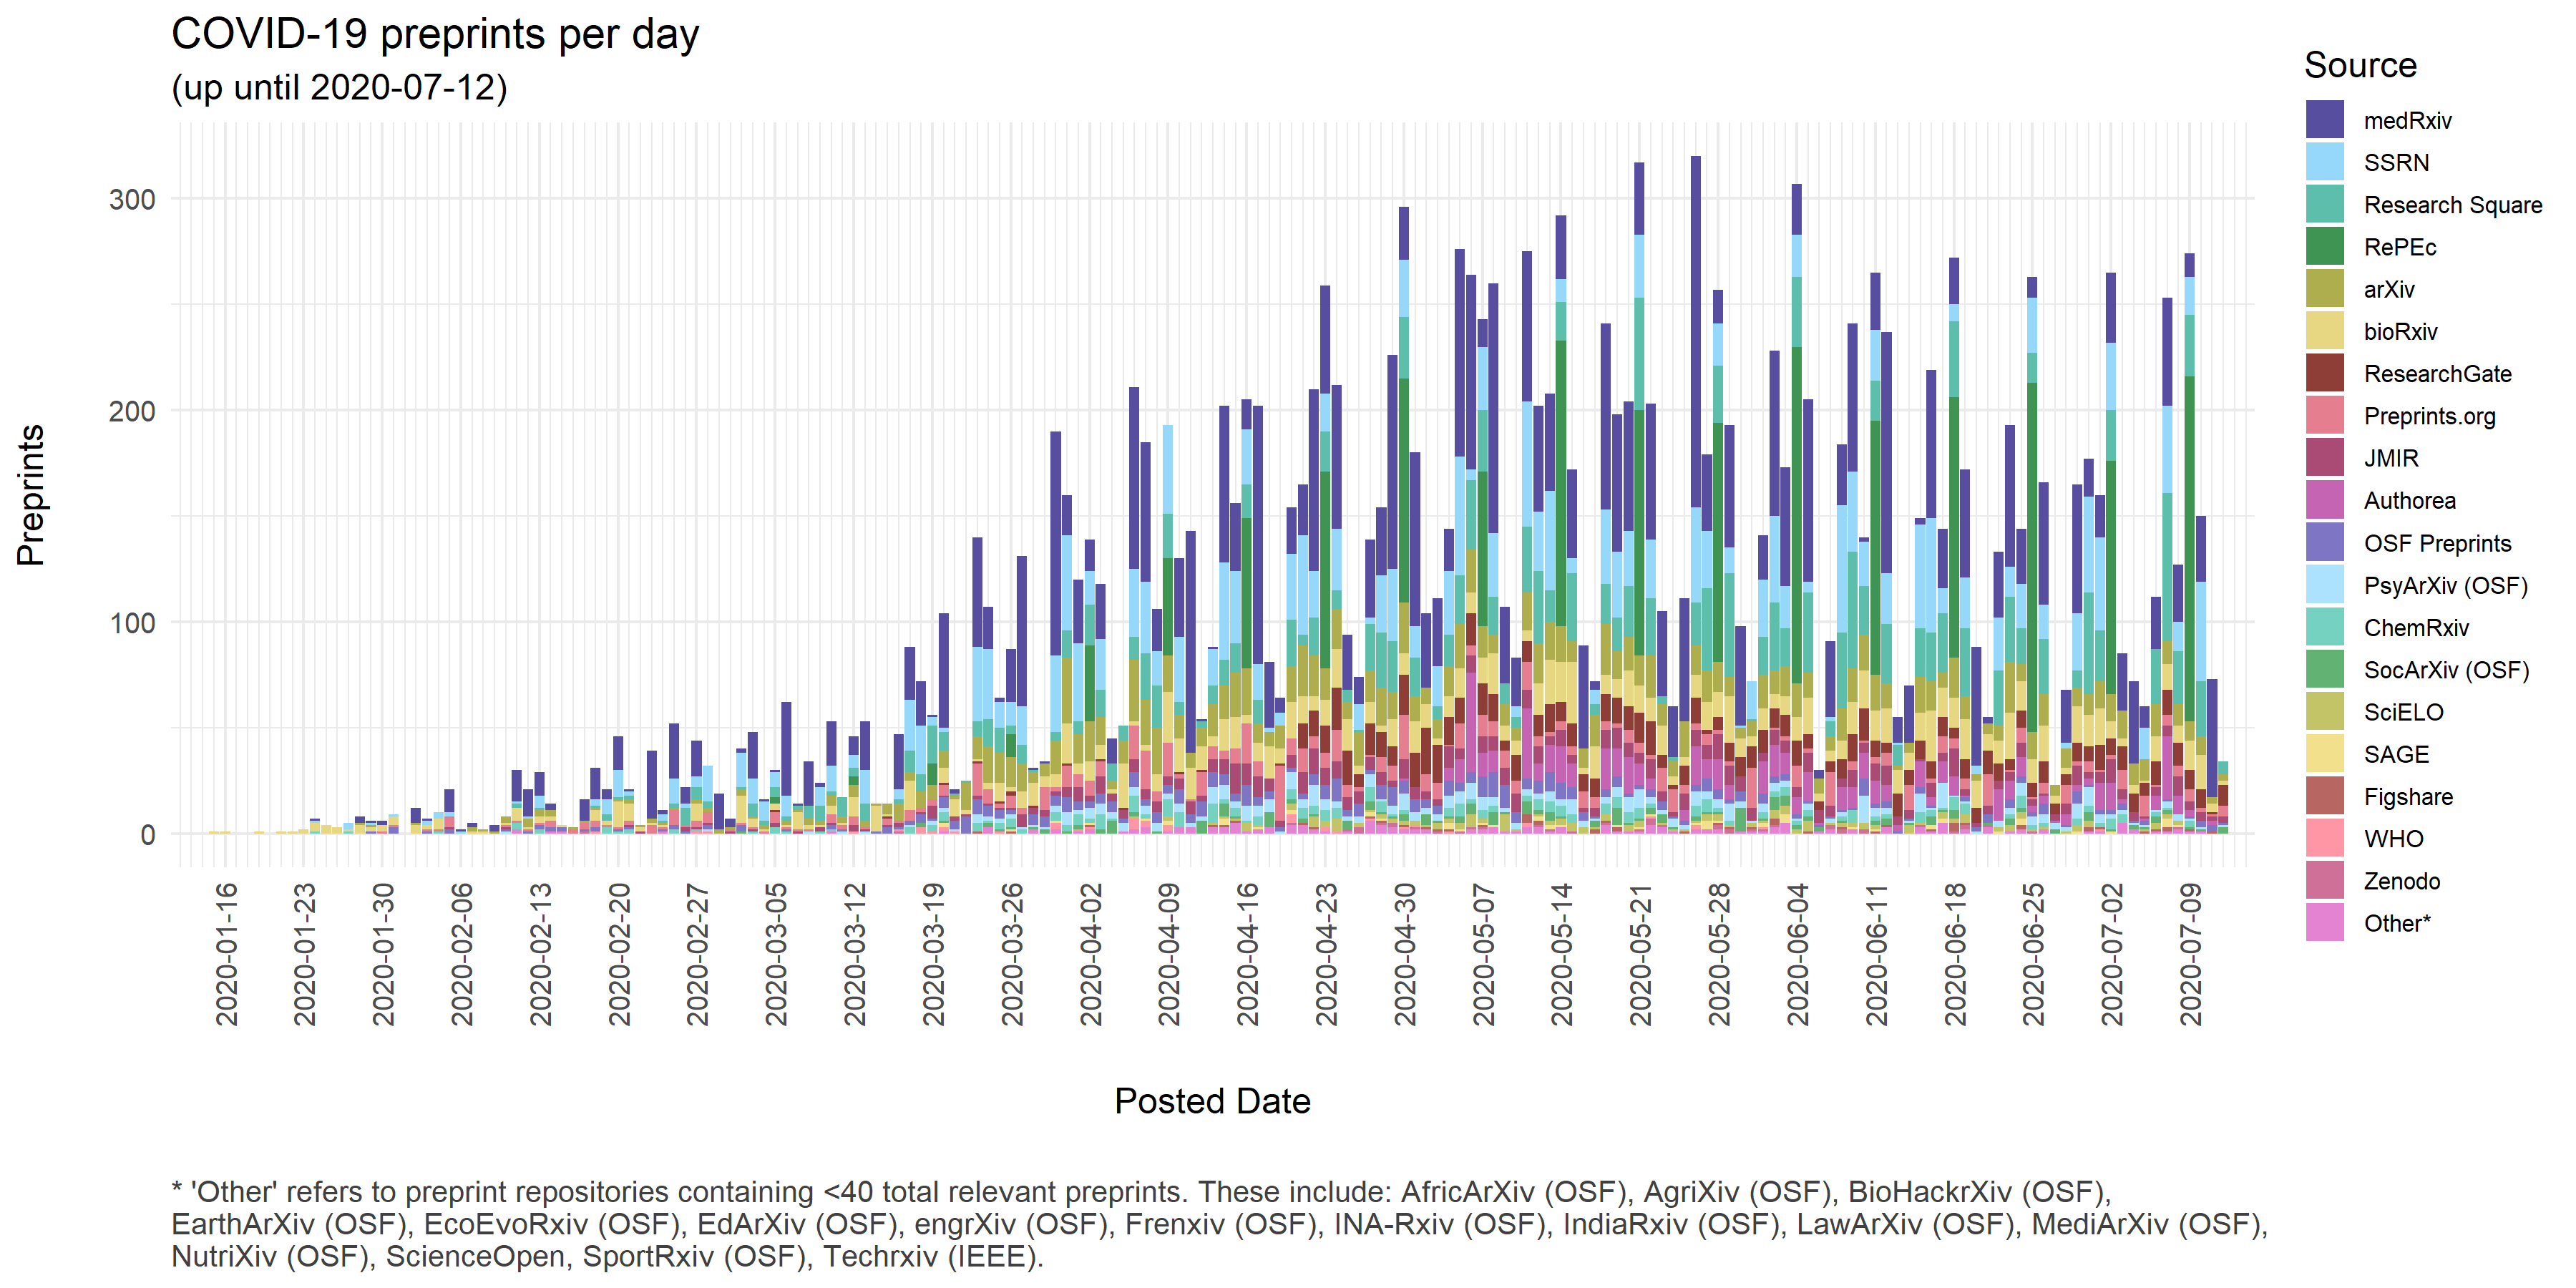 COVID-19 preprints per day
(up until 2020-07-12)
Source
medRxiv
SSRN
Research Square
RePEc
arXiv
bioRxiv
ResearchGate
Preprints.org
JMIR
Authorea
OSF Preprints
PsyArXiv (OSF)
ChemRxiv
SocArXiv (OSF)
SciELO
SAGE
Figshare
WHO
Zenodo
Other*
Preprints
300
200
100
0
2020-01-16
2020-01-23
2020-01-30
2020-02-06
2020-02-13
2020-02-20
2020-02-27
2020-03-05
2020-03-12
2020-03-19
2020-03-26
2020-04-02
2020-04-09
2020-04-16
2020-04-23
2020-04-30
2020-05-07
2020-05-14
2020-05-21
2020-05-28
2020-06-04
2020-06-11
2020-06-18
2020-06-25
2020-07-02
2020-07-09
Posted Date
* 'Other' refers to preprint repositories containing <40 total relevant preprints. These include: AfricArXiv (OSF), AgriXiv (OSF), BioHackrXiv (OSF),
EarthArXiv (OSF), EcoEvoRxiv (OSF), EdArXiv (OSF), engrXiv (OSF), Frenxiv (OSF), INA-Rxiv (OSF), IndiaRxiv (OSF), LawArXiv (OSF), MediArXiv (OSF),
NutriXiv (OSF), ScienceOpen, SportRxiv (OSF), Techrxiv (IEEE).